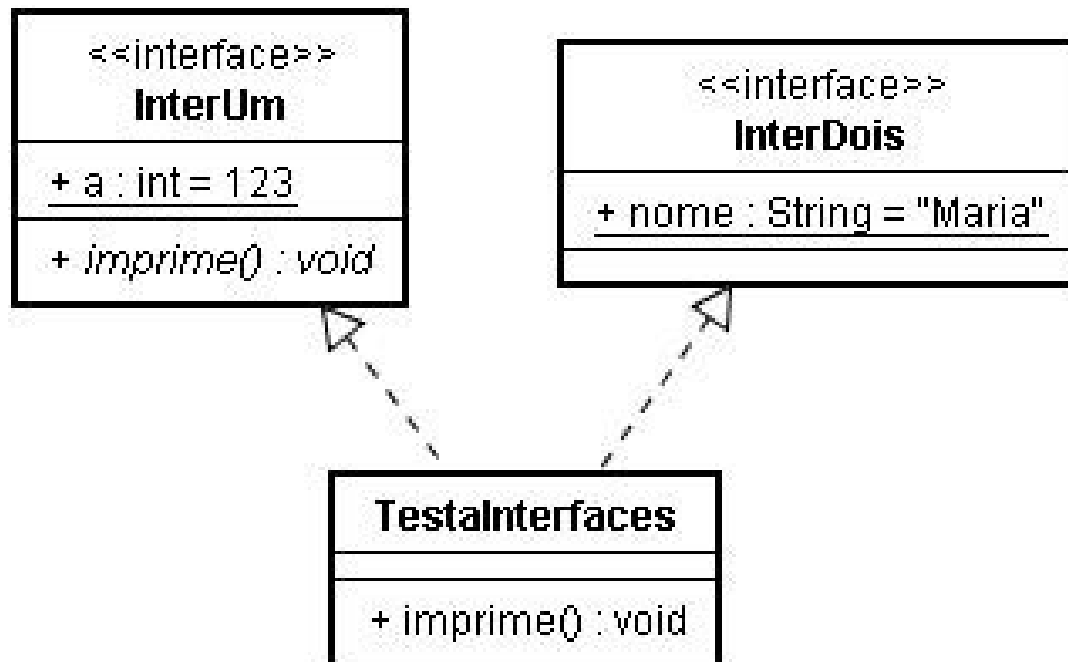 <<interface>>
InterUm
+ a : int = 123
+ imprime() : void
<<interface>>
InterDois
+ nome : String = "Maria"
TestaInterfaces
+ imprime() : void